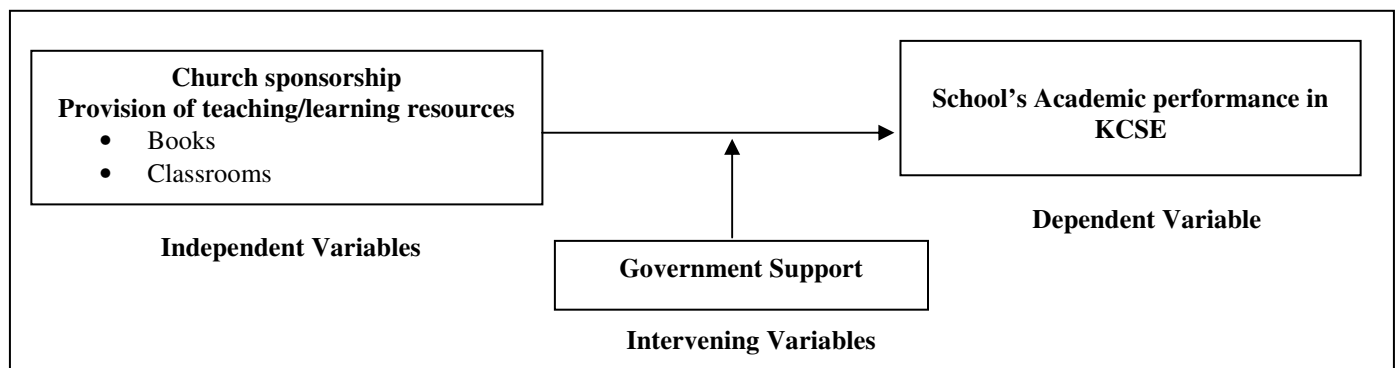 Church sponsorship
Provision of teaching/learning resources
• Books
• Classrooms
Independent Variables
School's Academic performance in
KCSE
Dependent Variable
Government Support
Intervening Variables